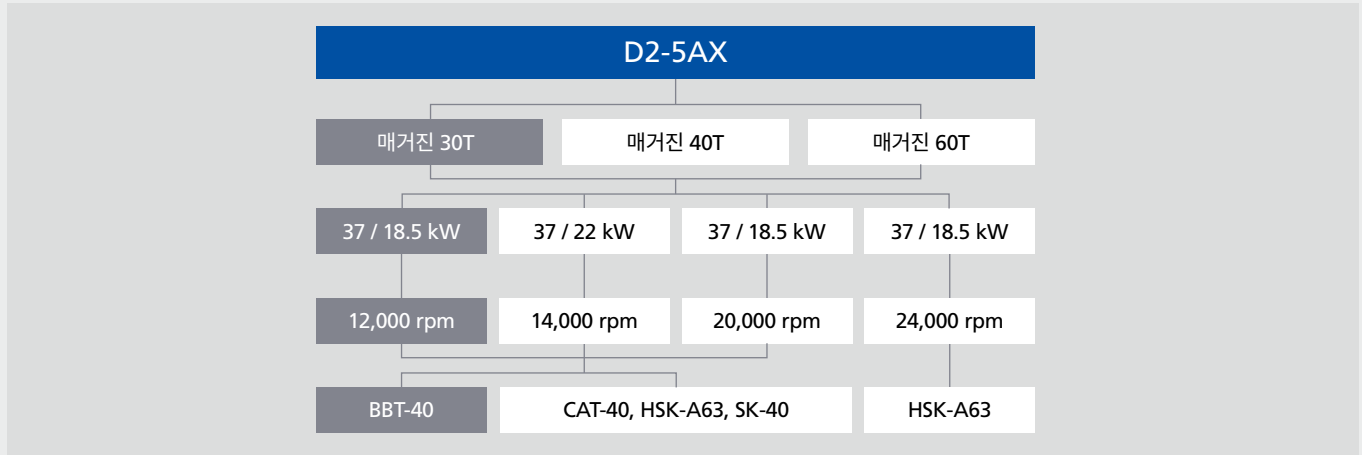 D2-5AX
매거진 30T
매거진 40T
매거진 60T
37 / 18.5 kW
37 / 22 kW
37 / 18.5 kW
37 / 18.5 kW
12,000 rpm
14,000 rpm
20,000 rpm
24,000 rpm
BBT-40
CAT-40, HSK-A63, SK-40
HSK-A63